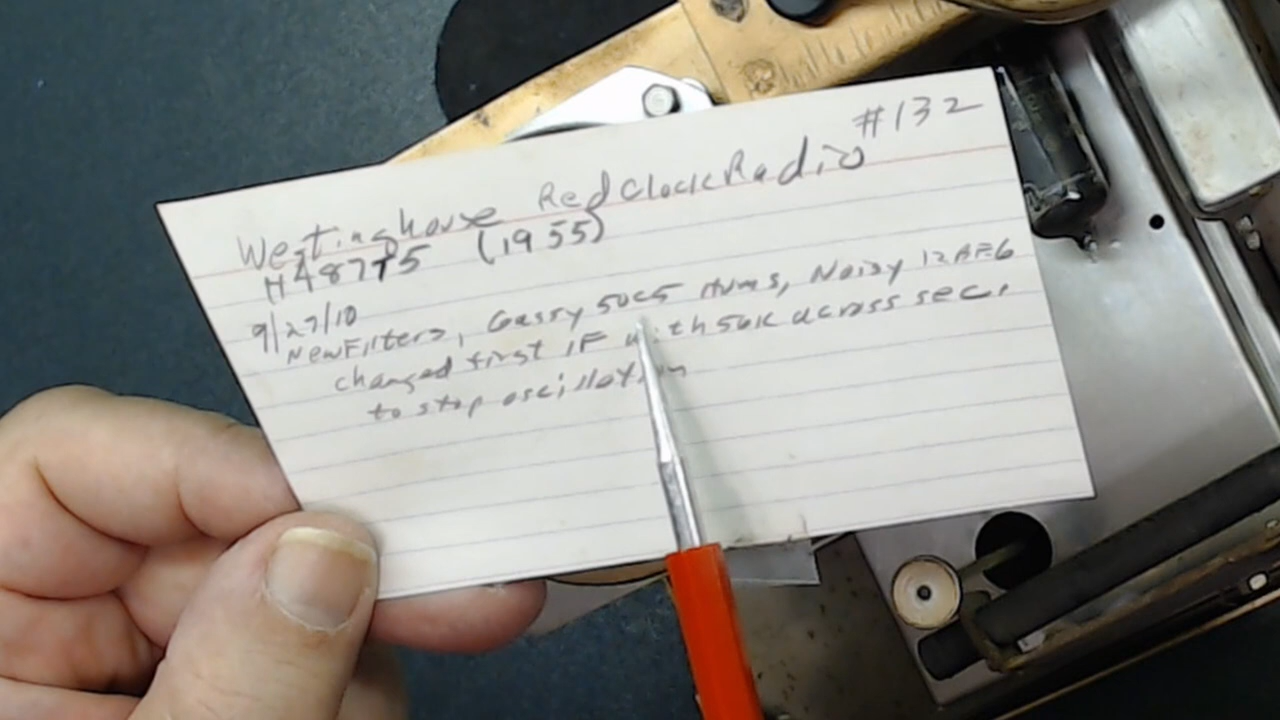 #132
Westinghouse Red Clock Radio
H487T5 (1955)
9/27/10
New Filters, Gassy 50C5 Hums, Noisy 12BE6
changed first IF with 56K across sec.
to stop oscillation